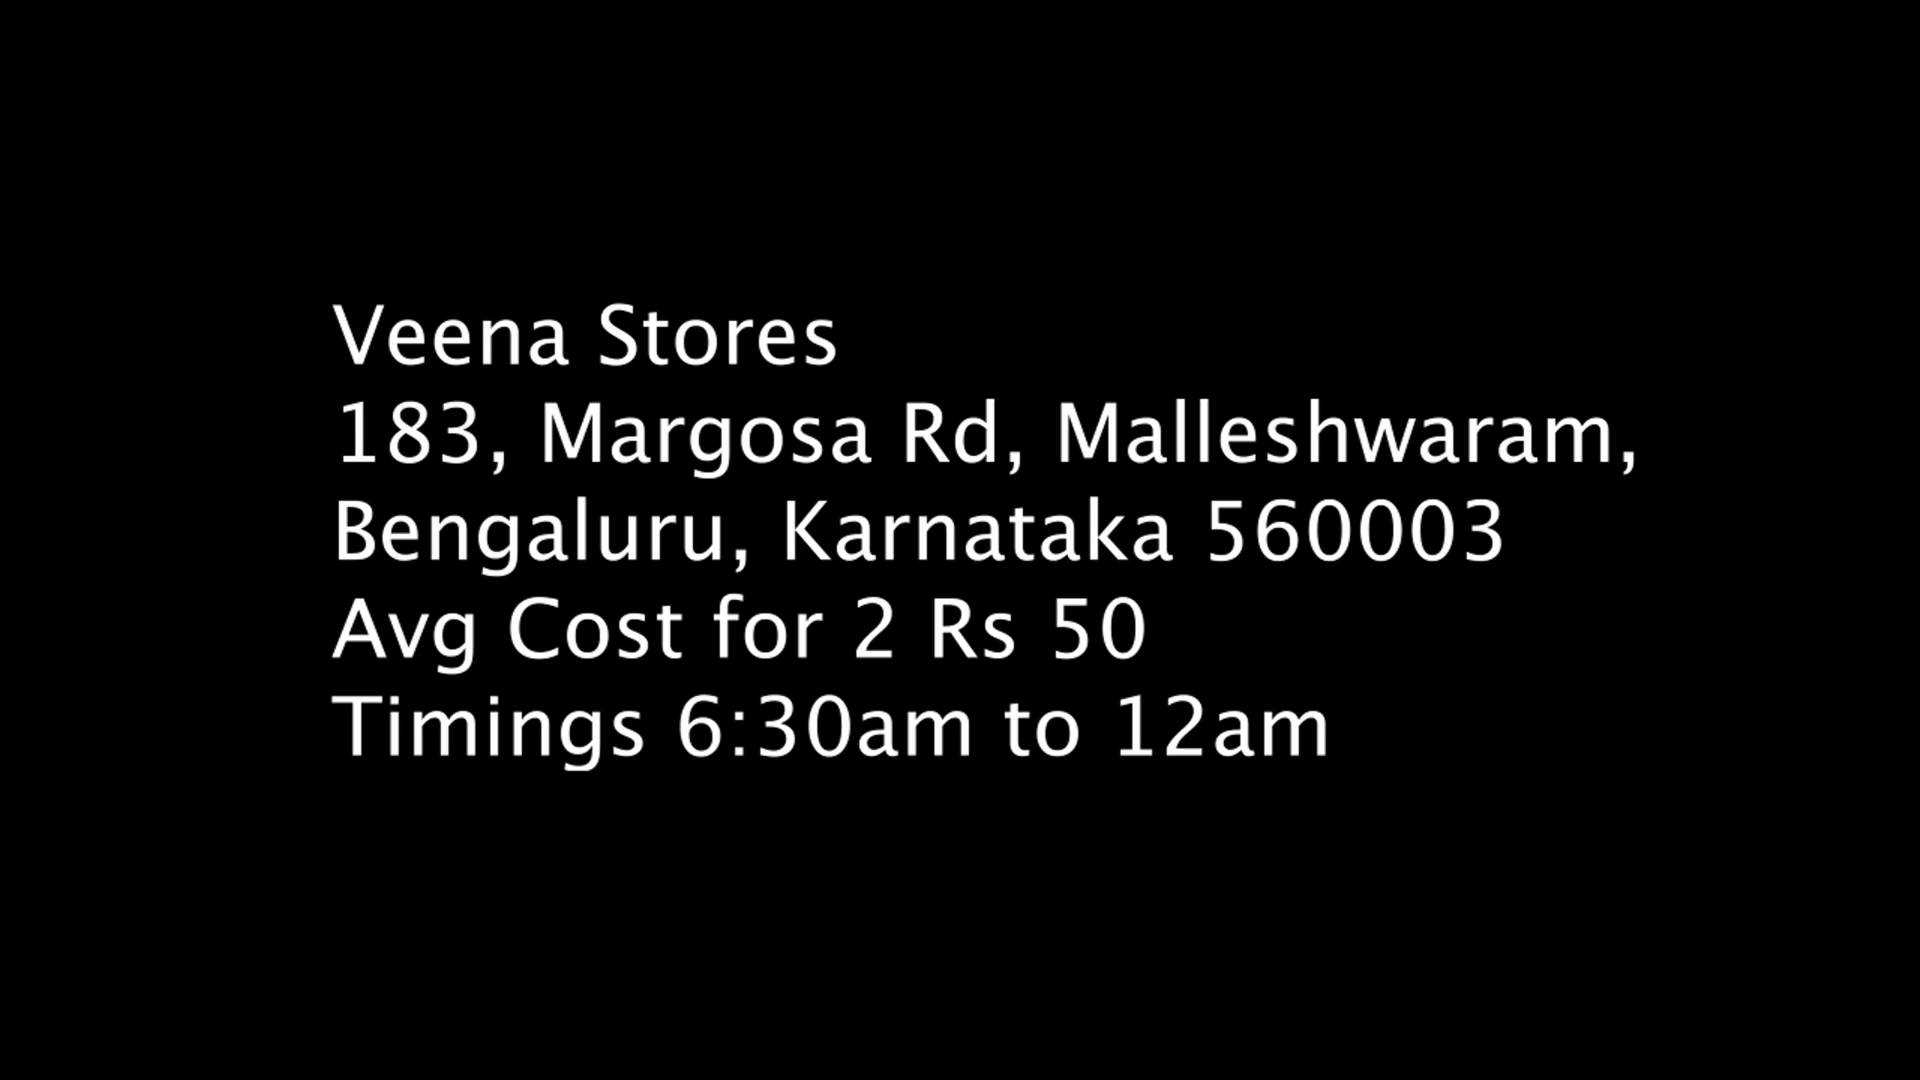 Veena Stores
183, Margosa Rd, Malleshwaram,
Bengaluru, Karnataka 560003
Avg Cost for 2 Rs 50
Timings 6:30am to 12am